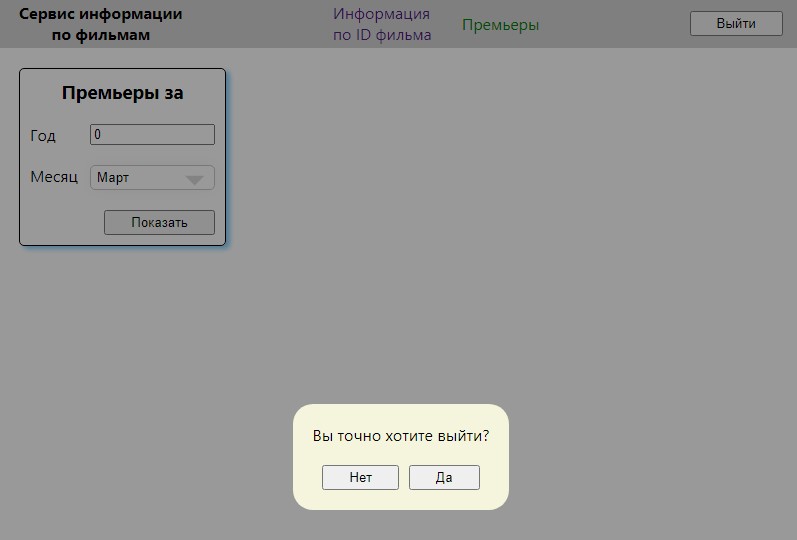 Сервис информации
по фильмам
Информация
по ID фильма
Премьеры
Выйти
Премьеры за
Год
0
Месяц
Март
Показать
Вы точно хотите выйти?
Нет
Да